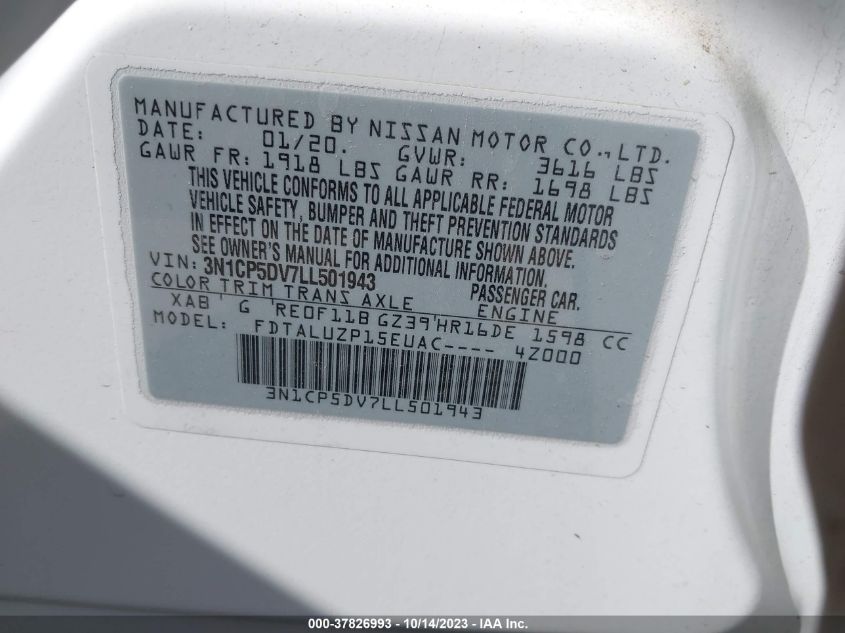 MANUFACTURED BY NISSAN MOTOR CO.,LTD.
DATE: 01/20. GVWR: 3616 LBS
GAWR FR: 1918 LBS GAWR RR: 1698 LBS
THIS VEHICLE CONFORMS TO ALL APPLICABLE FEDERAL MOTOR
VEHICLE SAFETY, BUMPER AND THEFT PREVENTION STANDARDS
IN EFFECT ON THE DATE OF MANUFACTURE SHOWN ABOVE.
SEE OWNER'S MANUAL FOR ADDITIONAL INFORMATION.
VIN: 3N1CP5DV7LL501943 PASSENGER CAR.
COLOR TRIM TRANS AXLE ENGINE
XAB ' G 'RE0F11B GZ39'HR16DE 1598 CC
MODEL: FDTALUZP15EUAC---- 4Z000
3N1CP5DV7LL501943
000-37826993 - 10/14/2023 - IAA Inc.